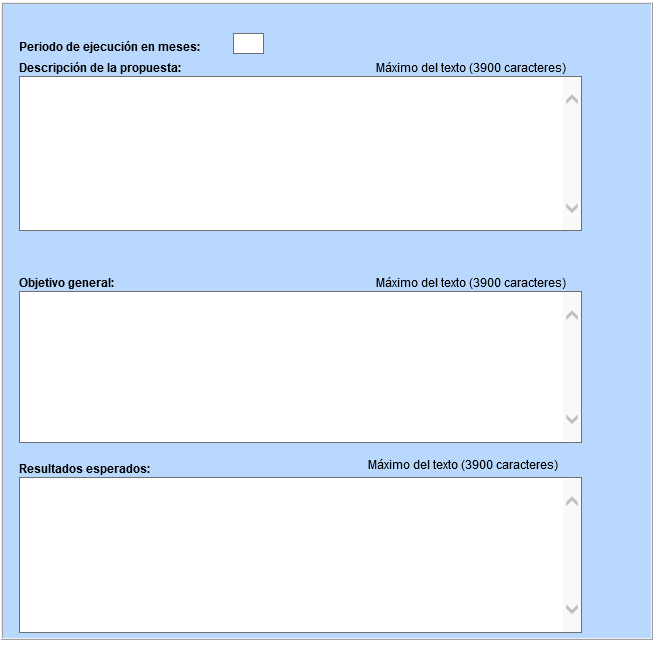 Periodo de ejecución en meses:
Descripción de la propuesta: Máximo del texto (3900 caracteres)
Objetivo general: Máximo del texto (3900 caracteres)
Resultados esperados: Máximo del texto (3900 caracteres)